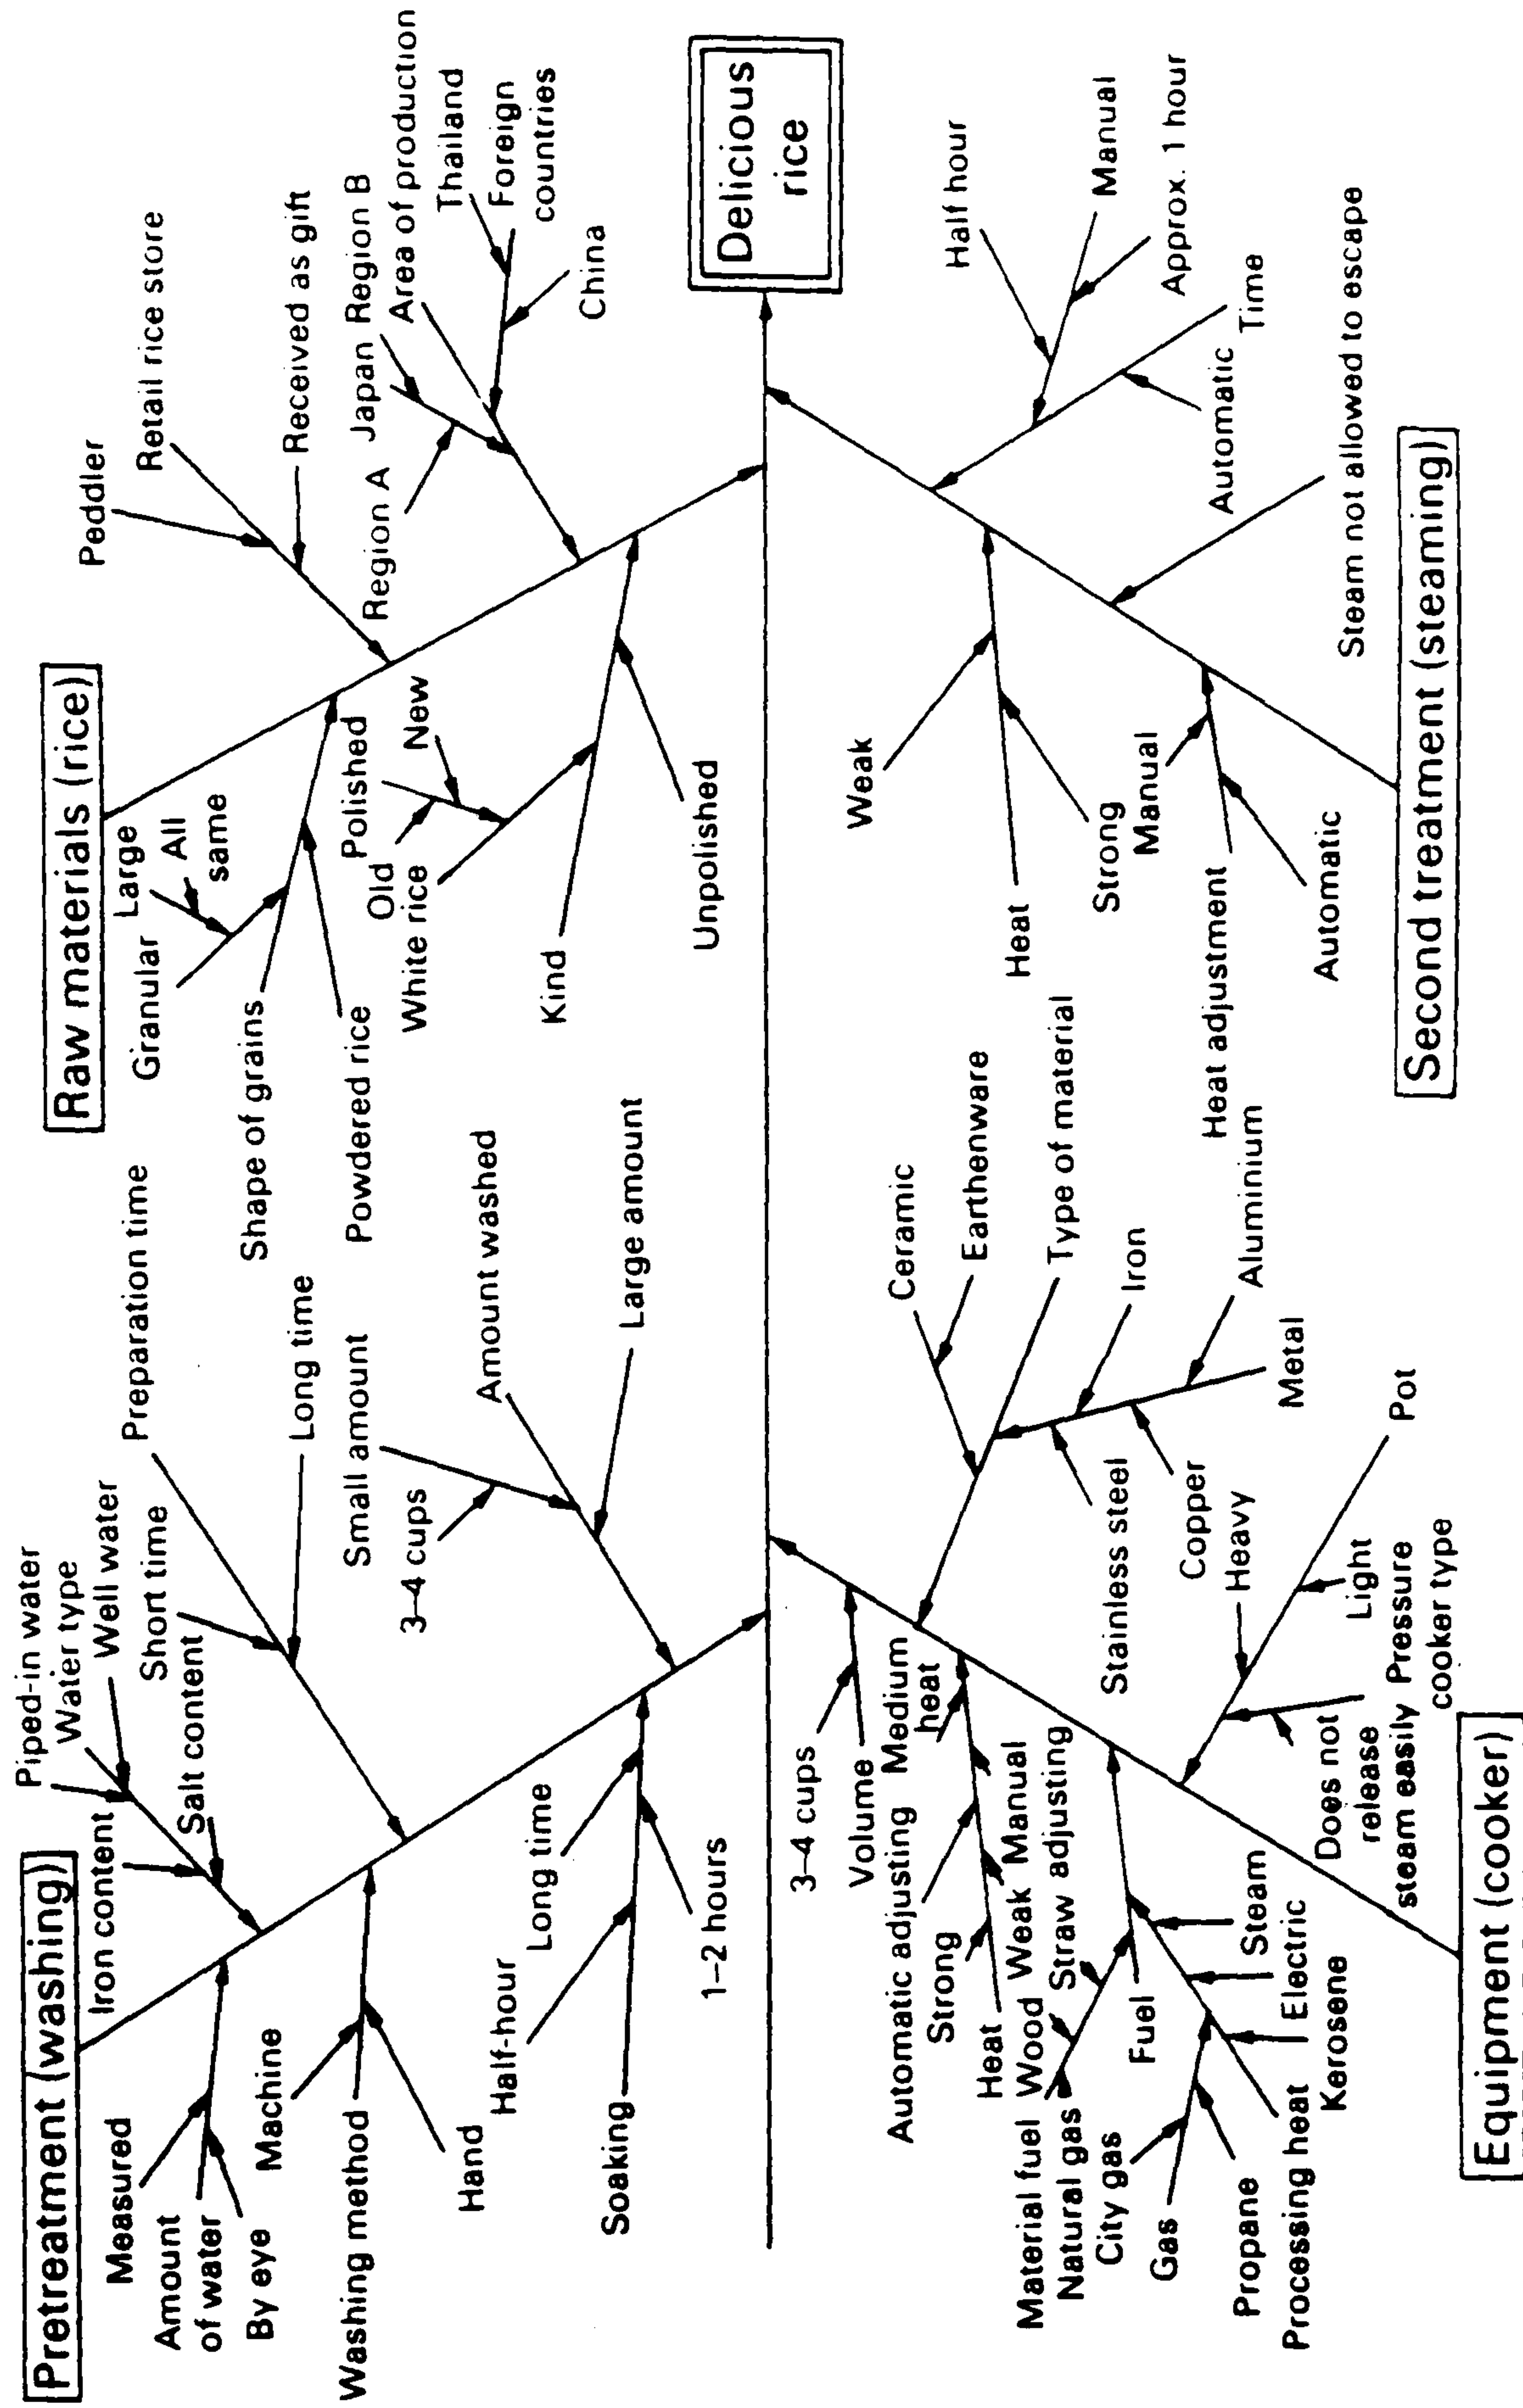 Pretreatment (washing)
Measured
Amount
of water
By eye
Machine
Washing method
Hand
Iron content
Piped-in water
Water type
Well water
Salt content
Short time
Preparation time
Long time
Half-hour
Long time
Soaking
1–2 hours
Small amount
3–4 cups
Amount washed
Large amount
Raw materials (rice)
Granular
Large
All
same
Shape of grains
Powdered rice
Peddler
Retail rice store
Received as gift
Polished
New
Old
White rice
Kind
Unpolished
Region A
Japan
Region B
Area of production
Thailand
Foreign
countries
China
Delicious
rice
Equipment (cooker)
3–4 cups
Volume
Automatic adjusting
Medium
heat
Strong
Weak
Manual
adjusting
Heat
Material fuel
Wood
Straw
Natural gas
City gas
Gas
Propane
Processing heat
Fuel
Steam
Electric
Kerosene
Ceramic
Earthenware
Type of material
Iron
Aluminium
Metal
Stainless steel
Copper
Heavy
Pot
Light
Does not
release
steam easily
Pressure
cooker type
Second treatment (steaming)
Weak
Heat
Strong
Manual
Heat adjustment
Automatic
Half hour
Manual
Approx. 1 hour
Time
Automatic
Steam not allowed to escape